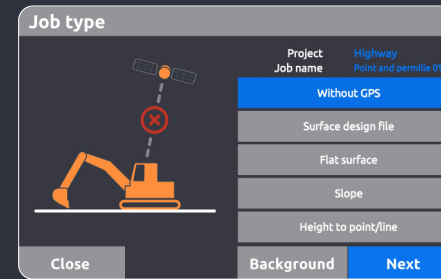 Job type
Project Highway
Job name Point and permille 0%
Without GPS
Surface design file
Flat surface
Slope
Height to point/line
Close Background Next